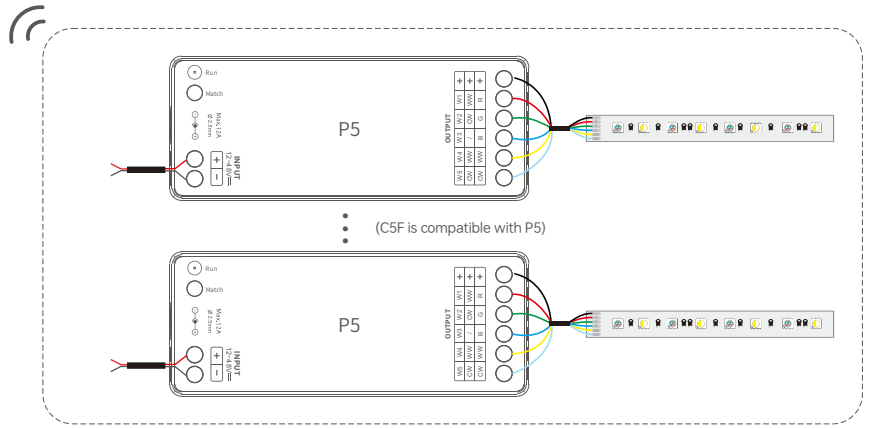 Run
Match
Max.12A
Ø 2.5mm
INPUT
12~48V
+
−
P5
OUTPUT
+ + +
W1 WW R
W2 CW G
W3 / B
W4 WW WW
W5 CW CW
(C5F is compatible with P5)
Run
Match
Max.12A
Ø 2.5mm
INPUT
12~48V
+
−
P5
OUTPUT
+ + +
W1 WW R
W2 CW G
W3 / B
W4 WW WW
W5 CW CW